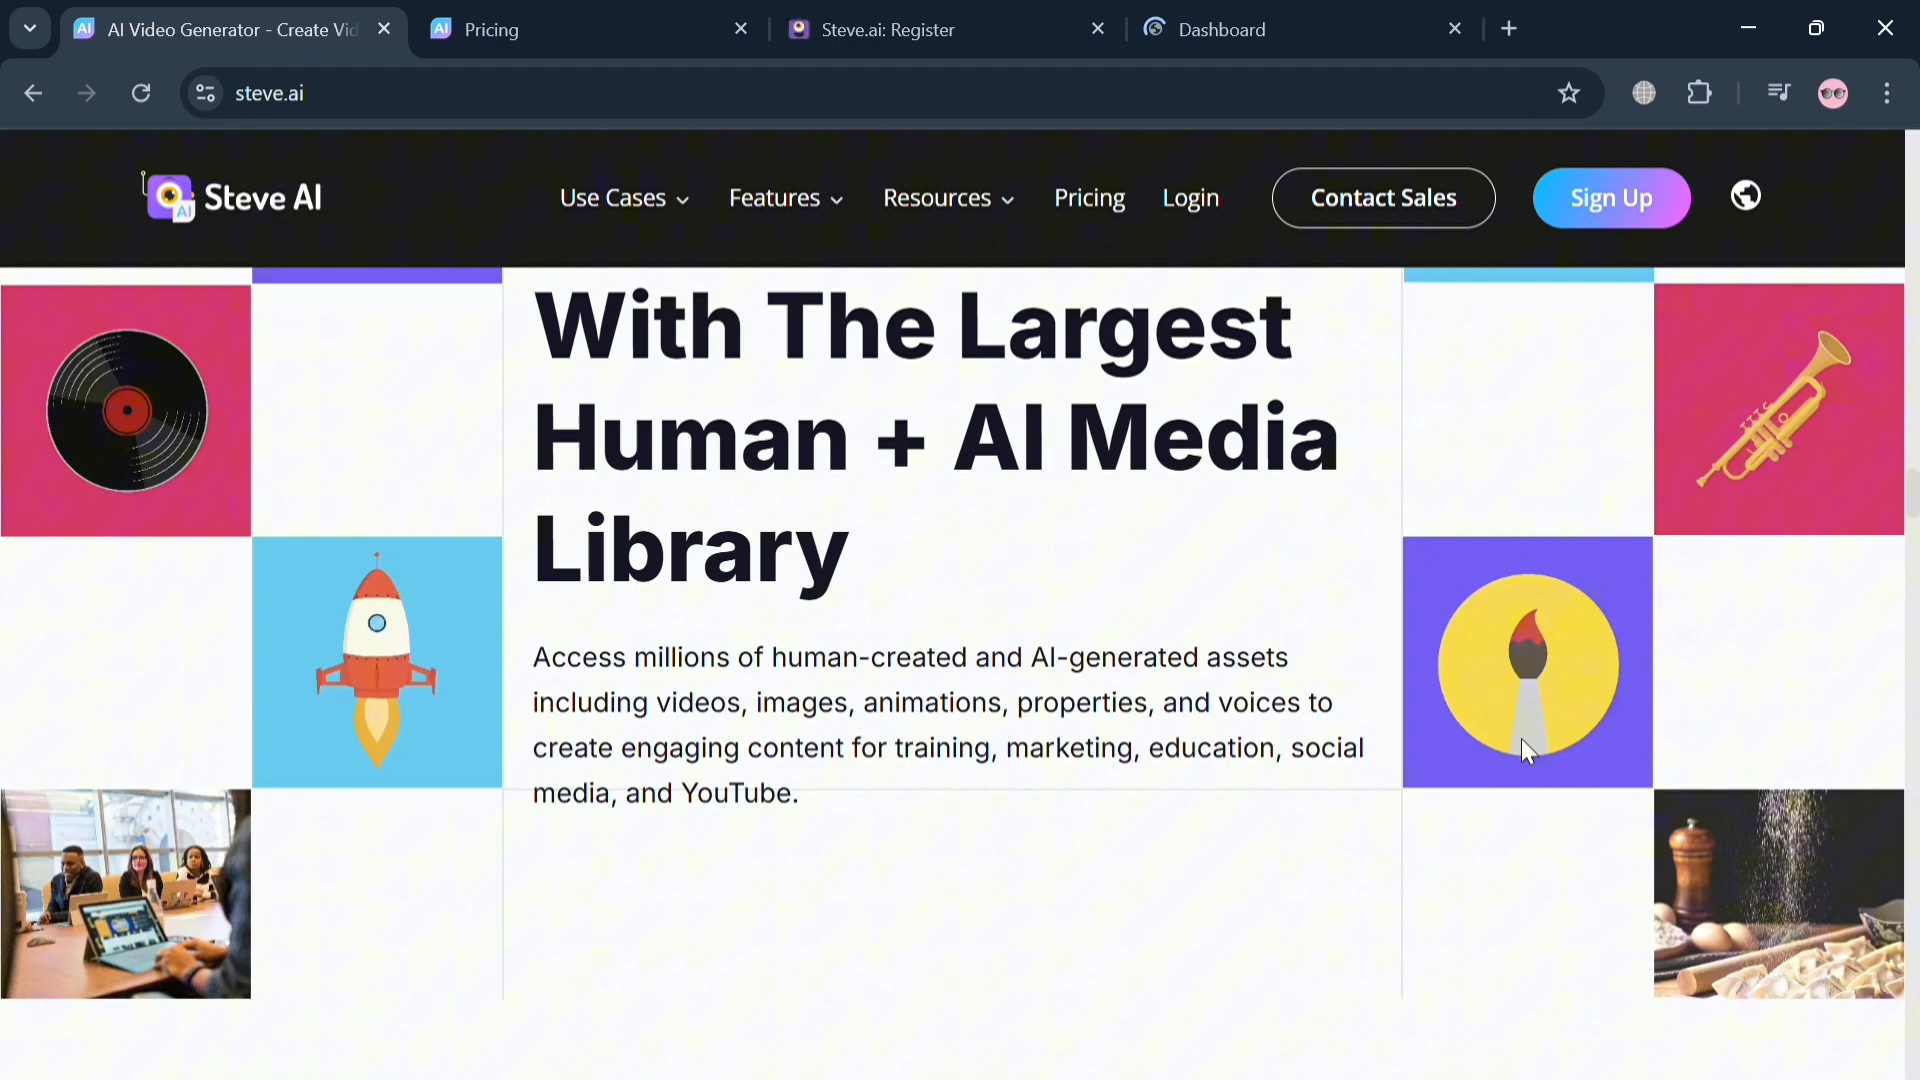 AI Video Generator - Create Vid
Pricing
Steve.ai: Register
Dashboard
steve.ai
AI
Steve AI
Use Cases
Features
Resources
Pricing
Login
Contact Sales
Sign Up
With The Largest
Human + AI Media
Library
Access millions of human-created and AI-generated assets
including videos, images, animations, properties, and voices to
create engaging content for training, marketing, education, social
media, and YouTube.